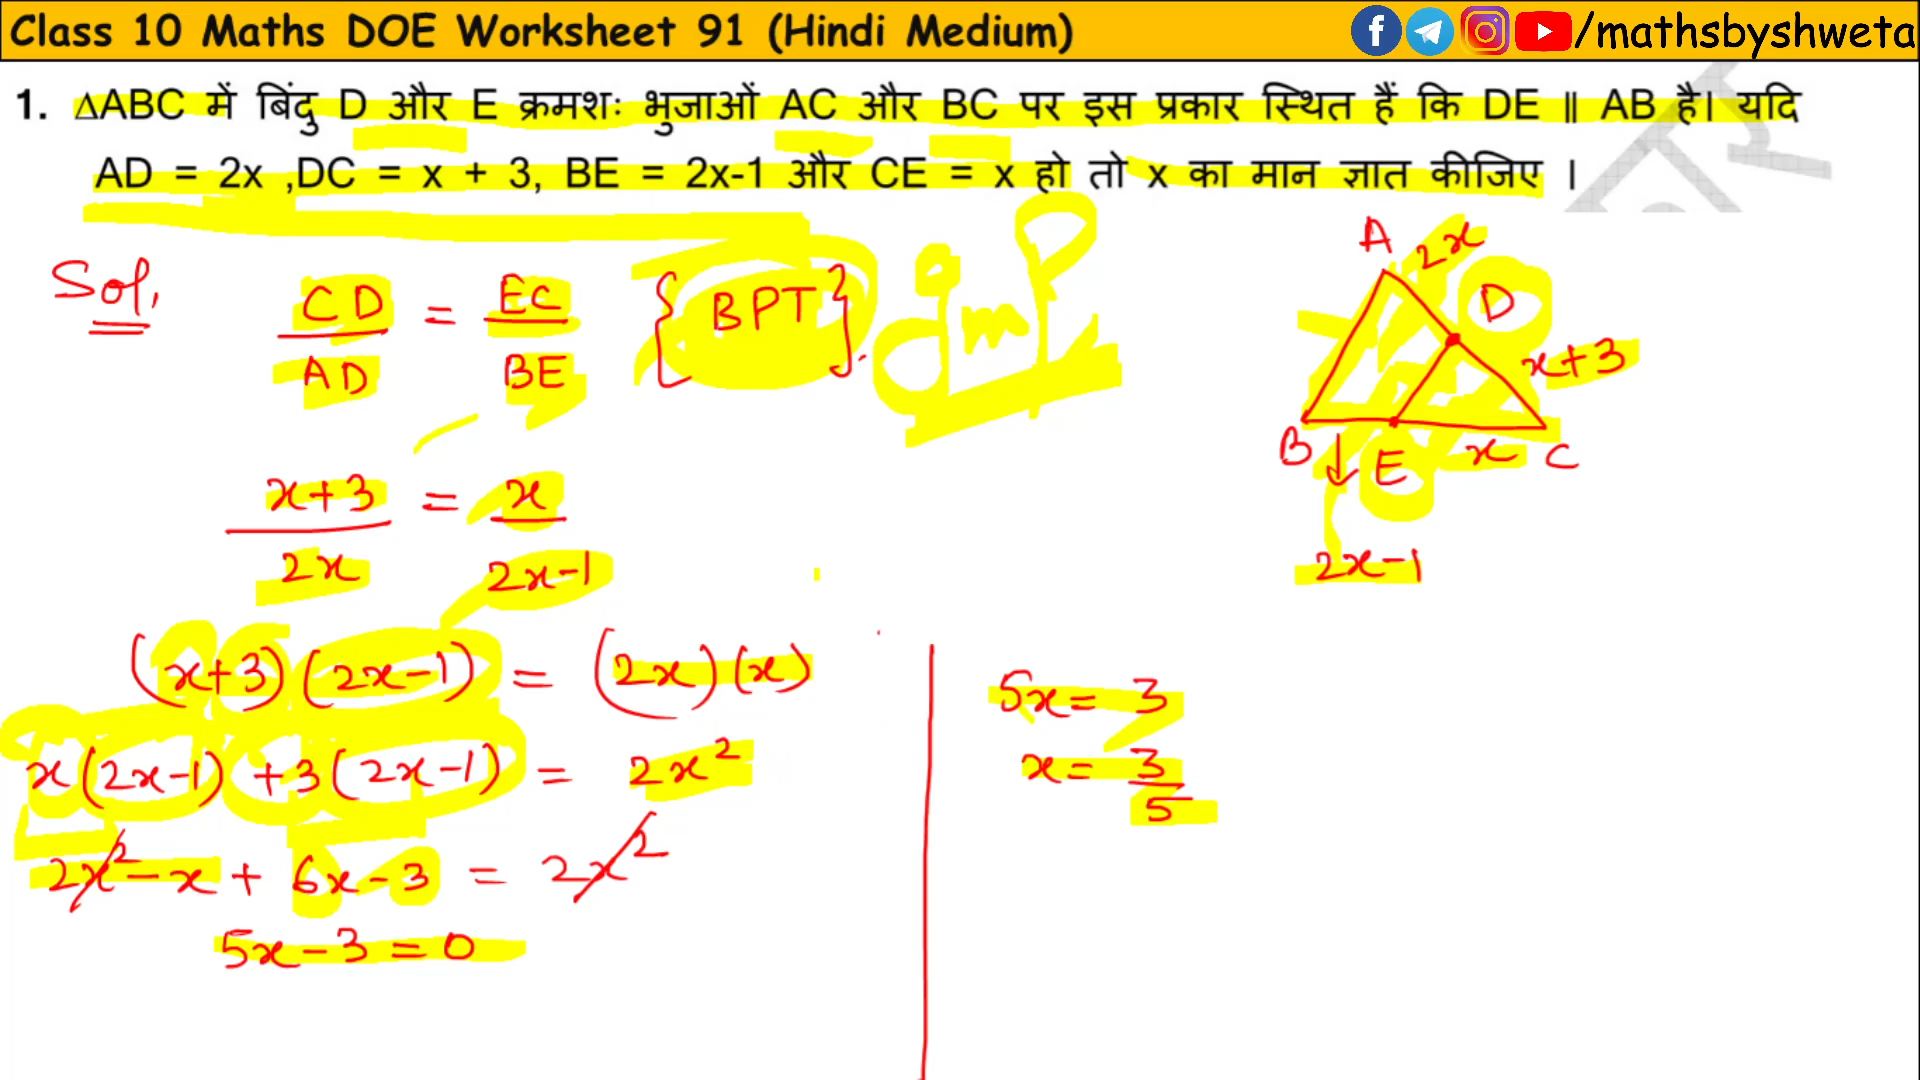 Class 10 Maths DOE Worksheet 91 (Hindi Medium)
/mathsbyshweta
1. ΔABC में बिंदु D और E क्रमशः भुजाओं AC और BC पर इस प्रकार स्थित हैं कि DE || AB है। यदि
AD = 2x ,DC = x + 3, BE = 2x-1 और CE = x हो तो x का मान ज्ञात कीजिए ।
Sol.
CD/AD = EC/BE {BPT}.
Imp
A
2x
D
x+3
B
E
x
C
2x-1
x+3/2x = x/2x-1
(x+3)(2x-1) = (2x)(x)
x(2x-1) +3(2x-1) = 2x²
2x²-x + 6x-3 = 2x²
5x-3=0
5x= 3
x= 3/5